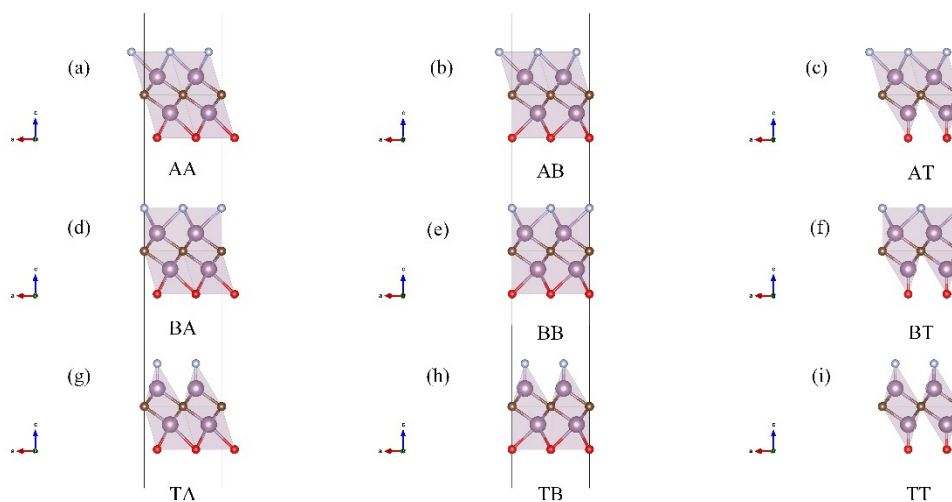 (a) (b) (c)
c c c
a a a
AA AB AT
(d) (e) (f)
c c c
a a a
BA BB BT
(g) (h) (i)
c c c
a a a
TA TB TT